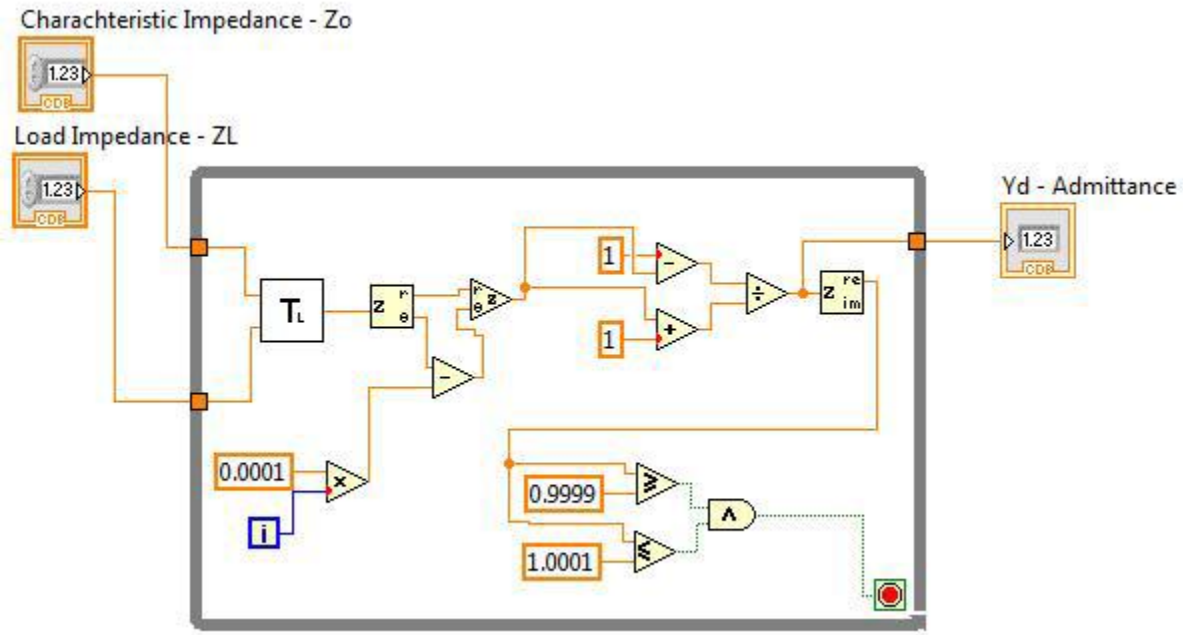 Charachteristic Impedance - Zo
1.23
CDB
Load Impedance - ZL
1.23
CDB
Yd - Admittance
1.23
CDB
1
-
TL
z r θ
r θ z
÷
z re im
+
1
-
0.0001
x
i
0.9999
≥
∧
1.0001
≤